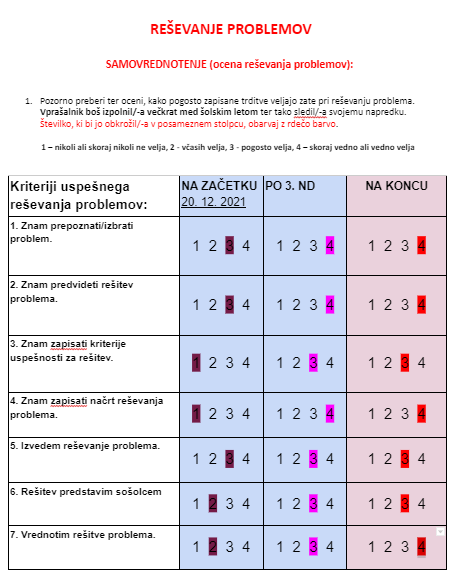 REŠEVANJE PROBLEMOV
SAMOVREDNOTENJE (ocena reševanja problemov):
1. Pozorno preberi ter oceni, kako pogosto zapisane trditve veljajo zate pri reševanju problema.
Vprašalnik boš izpolnil/-a večkrat med šolskim letom ter tako sledil/-a svojemu napredku.
Številko, ki bi jo obkrožil/-a v posameznem stolpcu, obarvaj z rdečo barvo.
1 – nikoli ali skoraj nikoli ne velja, 2 - včasih velja, 3 - pogosto velja, 4 – skoraj vedno ali vedno velja
Kriteriji uspešnega reševanja problemov: NA ZAČETKU 20. 12. 2021 PO 3. ND NA KONCU
1. Znam prepoznati/izbrati problem. 1 2 3 4 1 2 3 4 1 2 3 4
2. Znam predvideti rešitev problema. 1 2 3 4 1 2 3 4 1 2 3 4
3. Znam zapisati kriterije uspešnosti za rešitev. 1 2 3 4 1 2 3 4 1 2 3 4
4. Znam zapisati načrt reševanja problema. 1 2 3 4 1 2 3 4 1 2 3 4
5. Izvedem reševanje problema. 1 2 3 4 1 2 3 4 1 2 3 4
6. Rešitev predstavim sošolcem 1 2 3 4 1 2 3 4 1 2 3 4
7. Vrednotim rešitve problema. 1 2 3 4 1 2 3 4 1 2 3 4